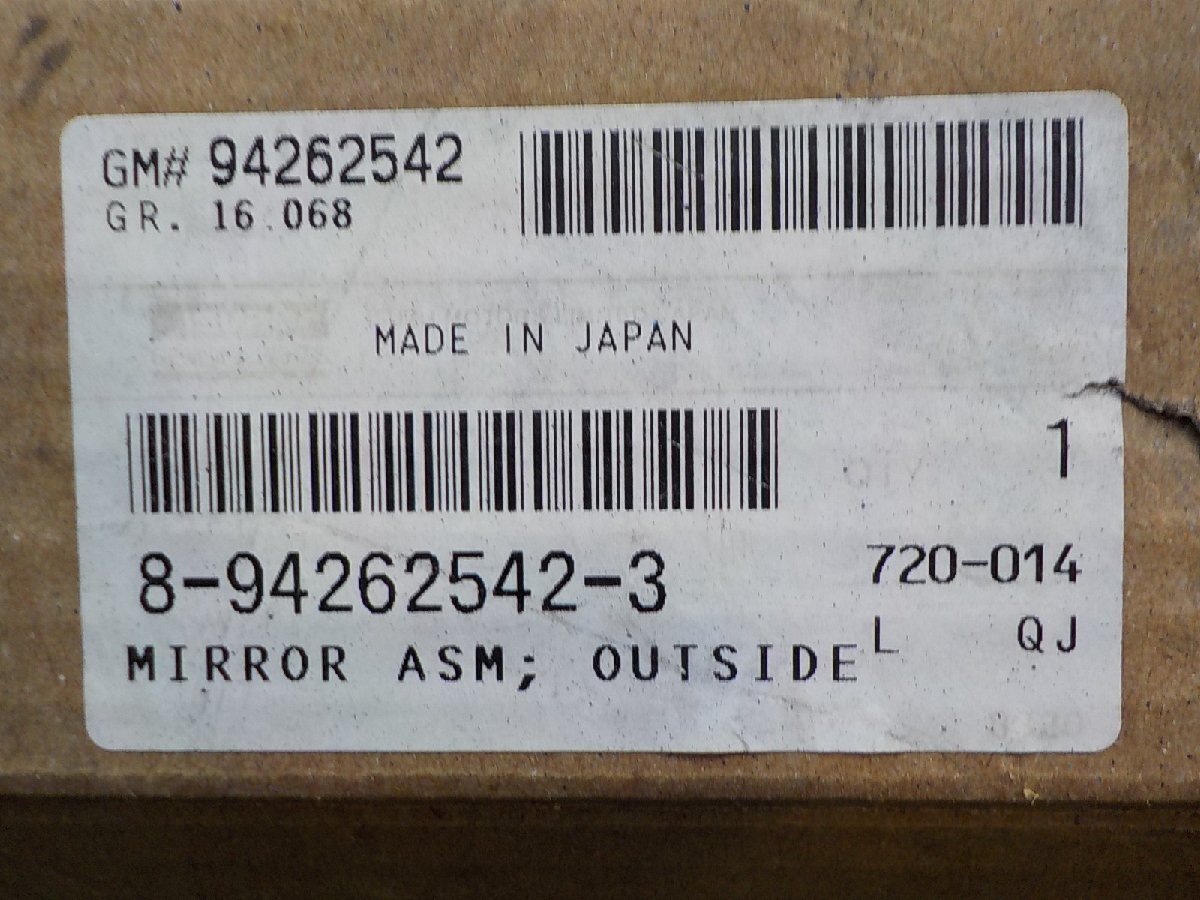 GM# 94262542
GR. 16.068
MADE IN JAPAN
1
8-94262542-3
720-014
L QJ
MIRROR ASM; OUTSIDE